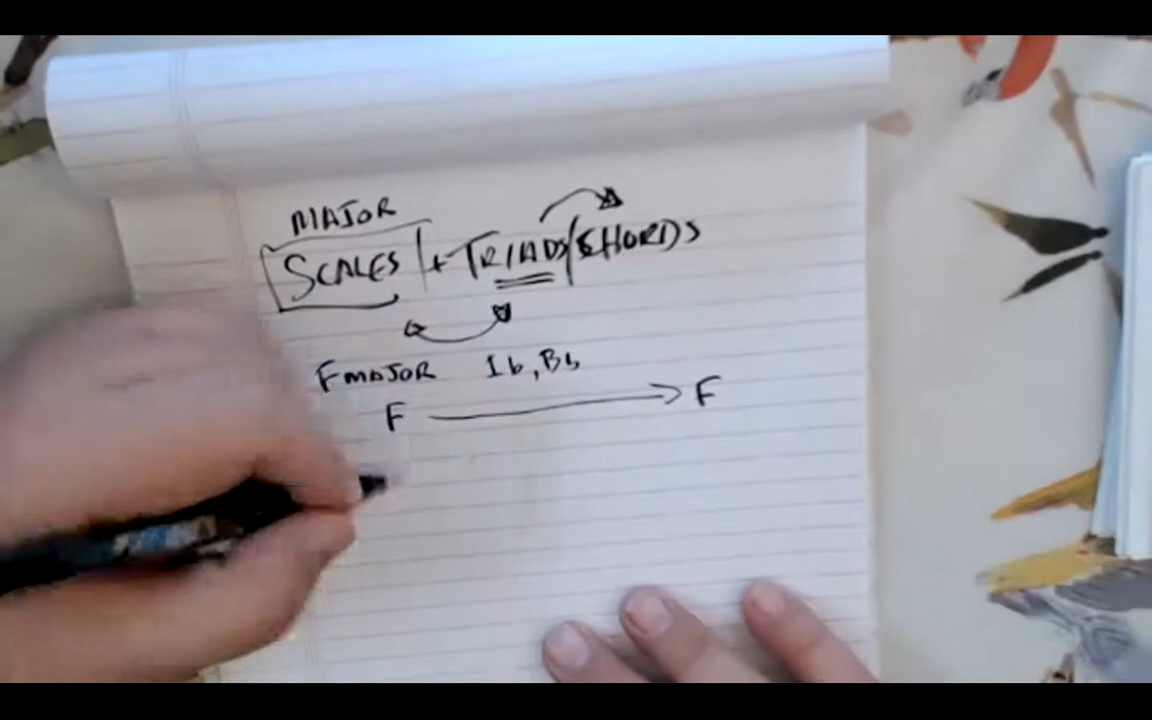 MAJOR
SCALES + TRIADS/CHORDS
F MAJOR 1b, Bb
F F